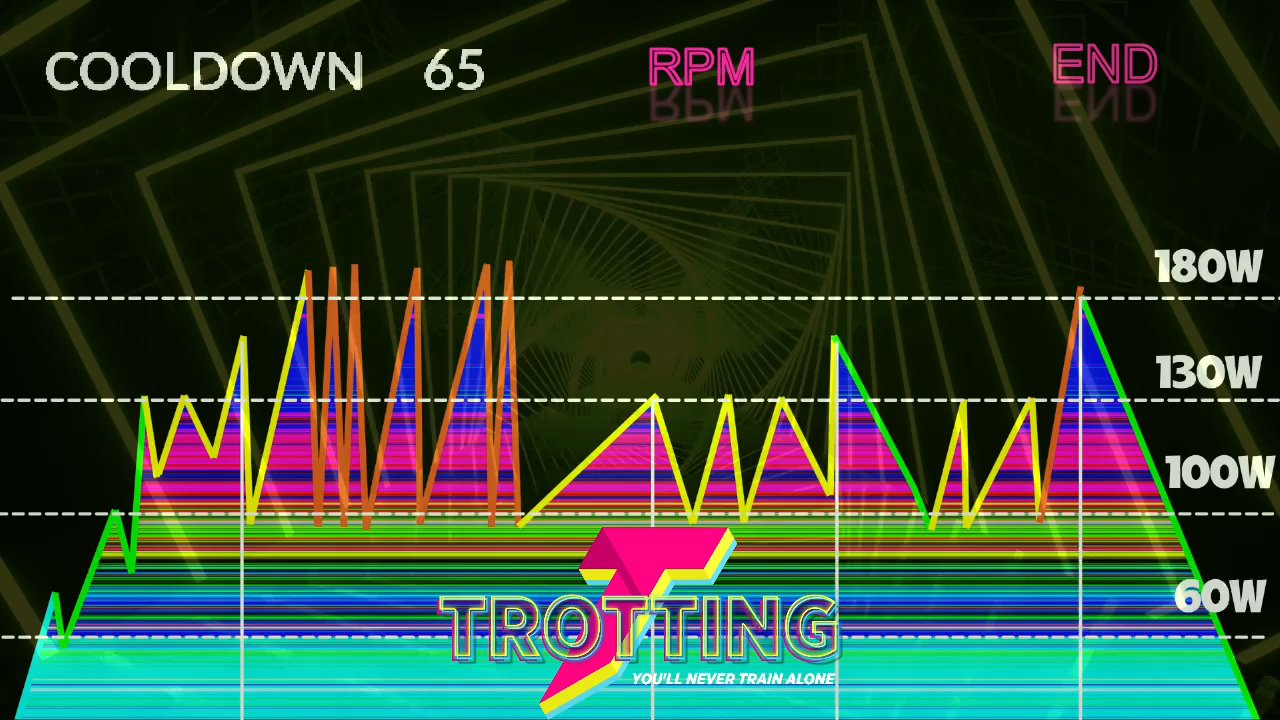 COOLDOWN 65 RPM END
180W
130W
100W
60W
TROTTING
YOU'LL NEVER TRAIN ALONE